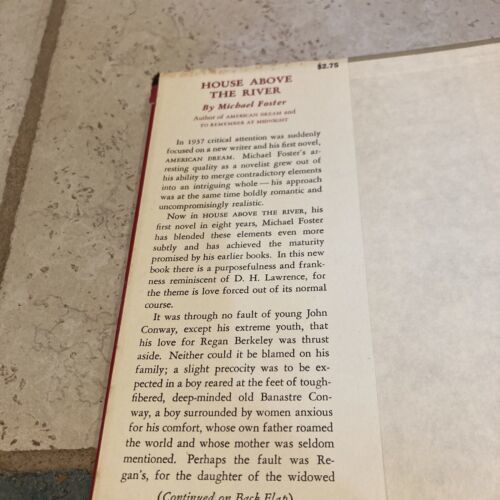 $2.75
HOUSE ABOVE
THE RIVER
By Michael Foster
Author of AMERICAN DREAM and
TO REMEMBER AT MIDNIGHT
In 1937 critical attention was suddenly
focused on a new writer and his first novel,
AMERICAN DREAM. Michael Foster's ar-
resting quality as a novelist grew out of
his ability to merge contradictory elements
into an intriguing whole — his approach
was at the same time boldly romantic and
uncompromisingly realistic.
Now in HOUSE ABOVE THE RIVER, his
first novel in eight years, Michael Foster
has blended these elements even more
subtly and has achieved the maturity
promised by his earlier books. In this new
book there is a purposefulness and frank-
ness reminiscent of D. H. Lawrence, for
the theme is love forced out of its normal
course.
It was through no fault of young John
Conway, except his extreme youth, that
his love for Regan Berkeley was thrust
aside. Neither could it be blamed on his
family; a slight precocity was to be ex-
pected in a boy reared at the feet of tough-
fibered, deep-minded old Banastre Con-
way, a boy surrounded by women anxious
for his comfort, whose own father roamed
the world and whose mother was seldom
mentioned. Perhaps the fault was Re-
gan's, for the daughter of the widowed
(Continued on Back Flap)